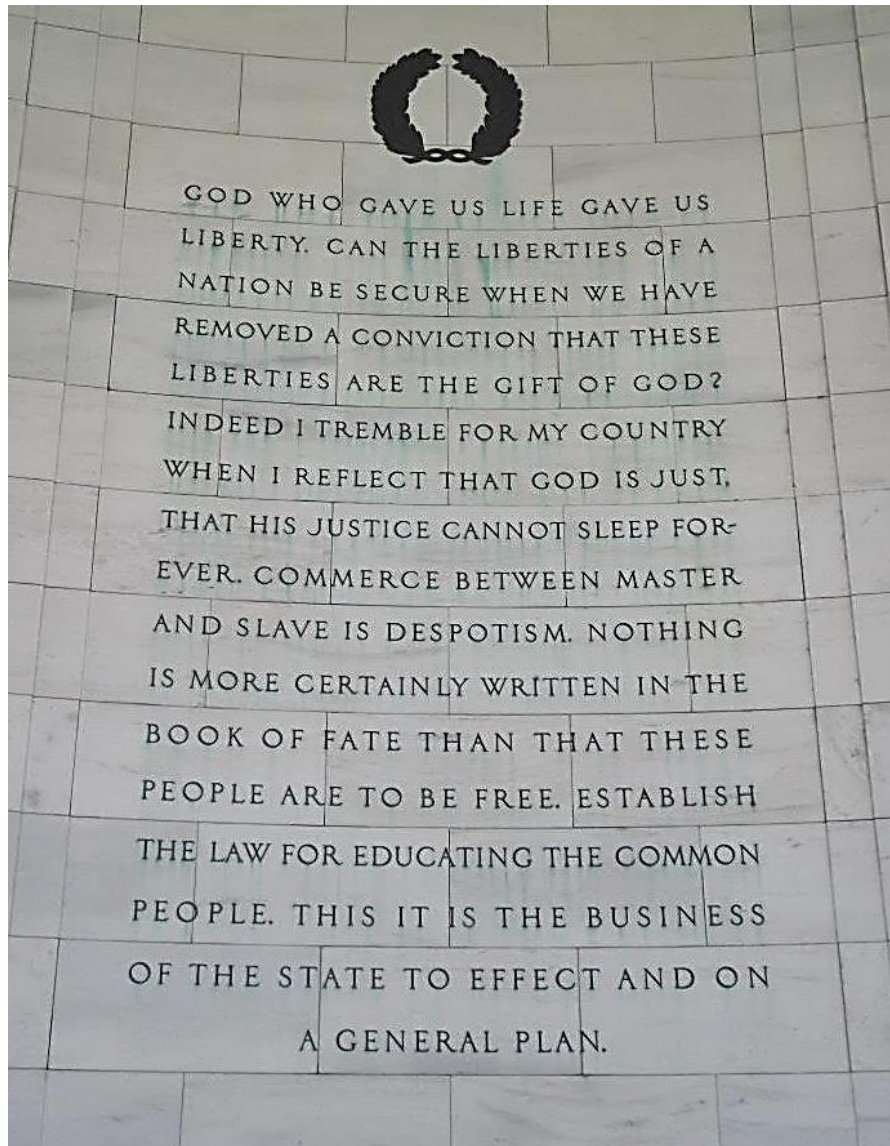 GOD WHO GAVE US LIFE GAVE US
LIBERTY. CAN THE LIBERTIES OF A
NATION BE SECURE WHEN WE HAVE
REMOVED A CONVICTION THAT THESE
LIBERTIES ARE THE GIFT OF GOD?
INDEED I TREMBLE FOR MY COUNTRY
WHEN I REFLECT THAT GOD IS JUST,
THAT HIS JUSTICE CANNOT SLEEP FOR-
EVER. COMMERCE BETWEEN MASTER
AND SLAVE IS DESPOTISM. NOTHING
IS MORE CERTAINLY WRITTEN IN THE
BOOK OF FATE THAN THAT THESE
PEOPLE ARE TO BE FREE. ESTABLISH
THE LAW FOR EDUCATING THE COMMON
PEOPLE. THIS IT IS THE BUSINESS
OF THE STATE TO EFFECT AND ON
A GENERAL PLAN.